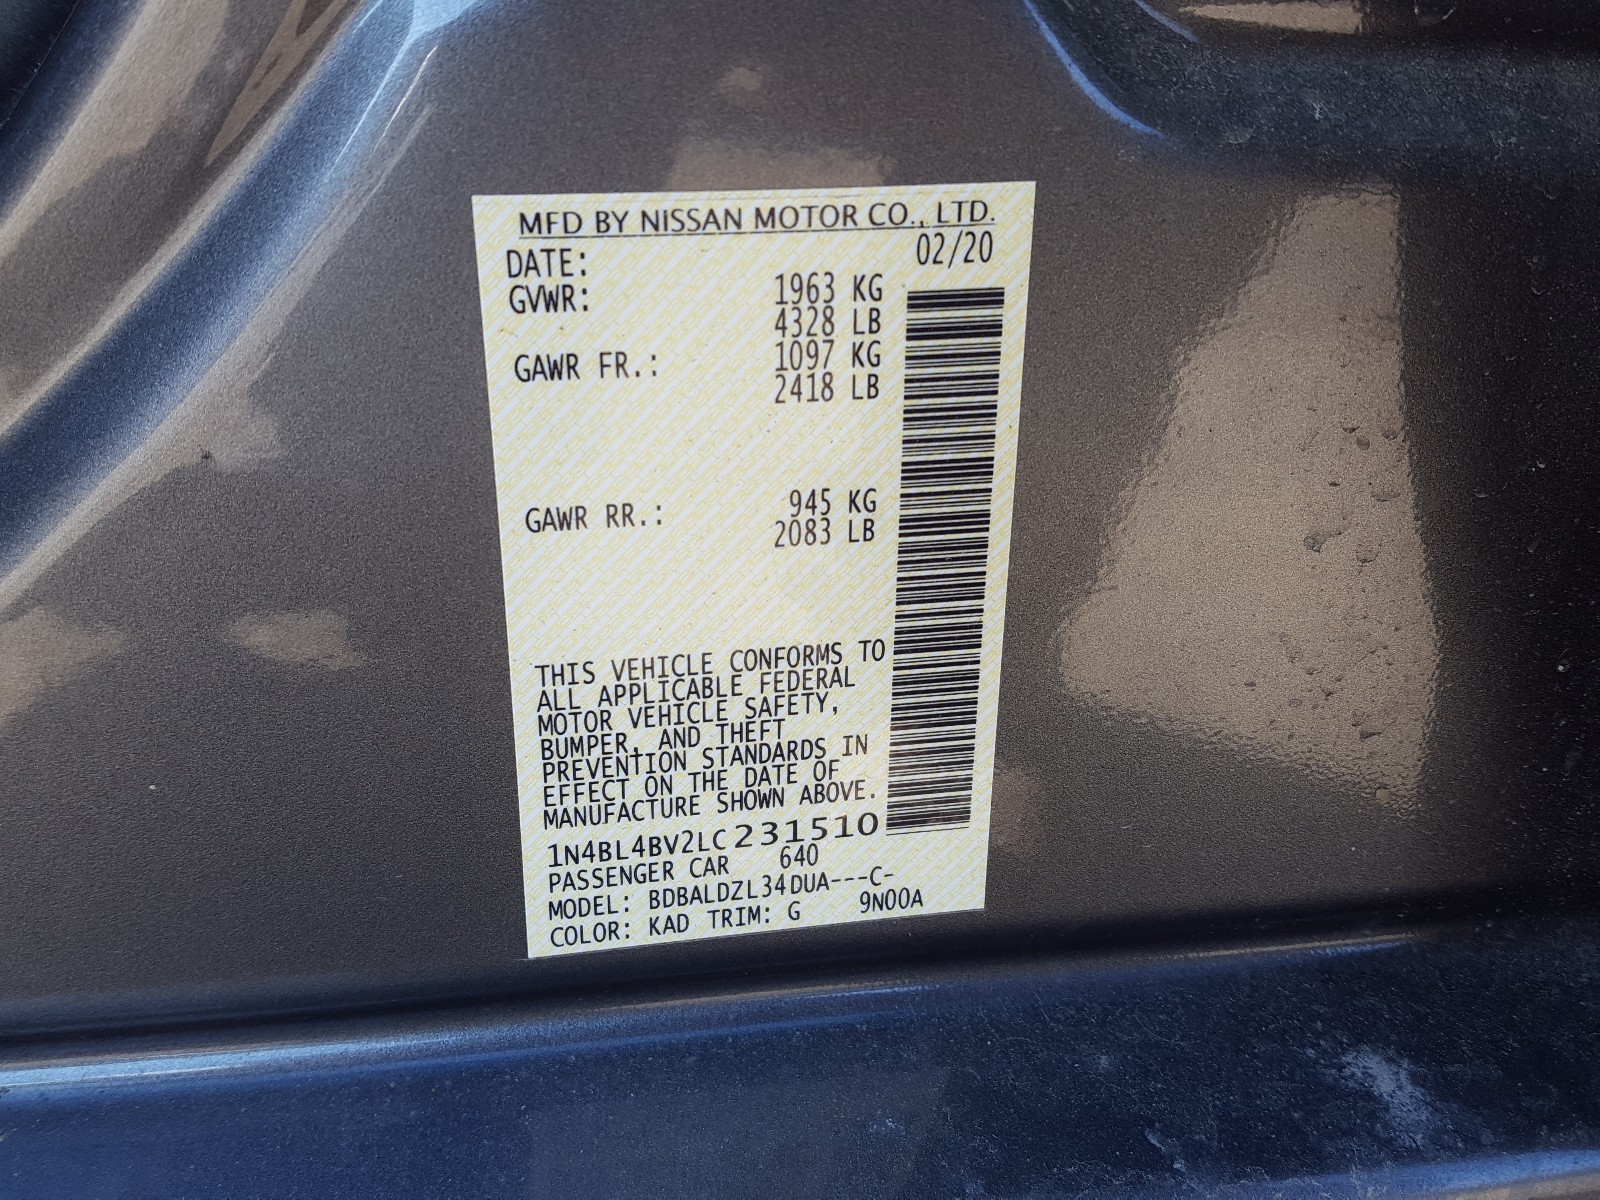 MFD BY NISSAN MOTOR CO., LTD.
DATE: 02/20
GVWR: 1963 KG
4328 LB
GAWR FR.: 1097 KG
2418 LB
GAWR RR.: 945 KG
2083 LB
THIS VEHICLE CONFORMS TO
ALL APPLICABLE FEDERAL
MOTOR VEHICLE SAFETY,
BUMPER, AND THEFT
PREVENTION STANDARDS IN
EFFECT ON THE DATE OF
MANUFACTURE SHOWN ABOVE.
1N4BL4BV2LC231510
PASSENGER CAR 640
MODEL: BDBALDZL34DUA---C-
COLOR: KAD TRIM: G 9N00A